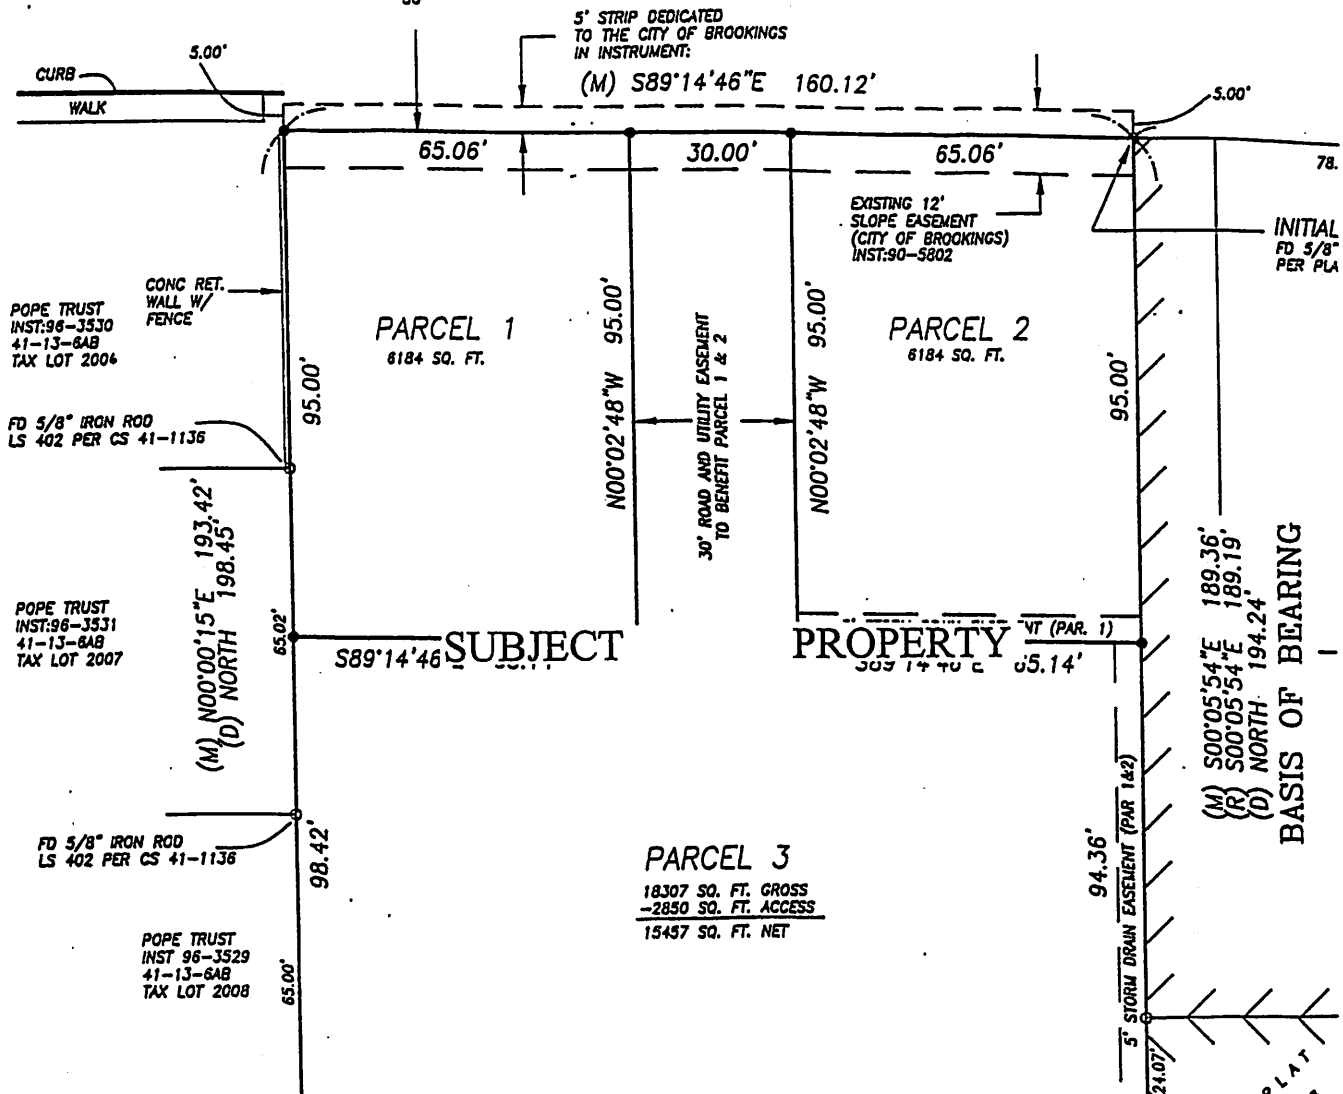 5' STRIP DEDICATED
TO THE CITY OF BROOKINGS
IN INSTRUMENT:
(M) S89°14'46"E 160.12'
5.00'
CURB
WALK
5.00'
65.06'
30.00'
65.06'
78.
EXISTING 12'
SLOPE EASEMENT
(CITY OF BROOKINGS)
INST:90-5802
INITIAL
FD 5/8"
PER PLA
CONC RET.
WALL W/
FENCE
POPE TRUST
INST:96-3530
41-13-6AB
TAX LOT 2006
PARCEL 1
6184 SQ. FT.
PARCEL 2
6184 SQ. FT.
95.00'
N00°02'48"W 95.00'
30' ROAD AND UTILITY EASEMENT
TO BENEFIT PARCEL 1 & 2
N00°02'48"W 95.00'
95.00'
FD 5/8" IRON ROD
LS 402 PER CS 41-1136
(M) N00°00'15"E 193.42'
(D) NORTH 198.45'
POPE TRUST
INST:96-3531
41-13-6AB
TAX LOT 2007
65.02'
S89°14'46
SUBJECT PROPERTY
(PAR. 1)
65.14'
(M) S00°05'54"E 189.36'
(R) S00°05'54"E 189.19'
(D) NORTH 194.24'
BASIS OF BEARING
FD 5/8" IRON ROD
LS 402 PER CS 41-1136
98.42'
PARCEL 3
18307 SQ. FT. GROSS
-2850 SQ. FT. ACCESS
15457 SQ. FT. NET
94.36'
5' STORM DRAIN EASEMENT (PAR 1&2)
POPE TRUST
INST 96-3529
41-13-6AB
TAX LOT 2008
65.00'
24.07'
PLAT